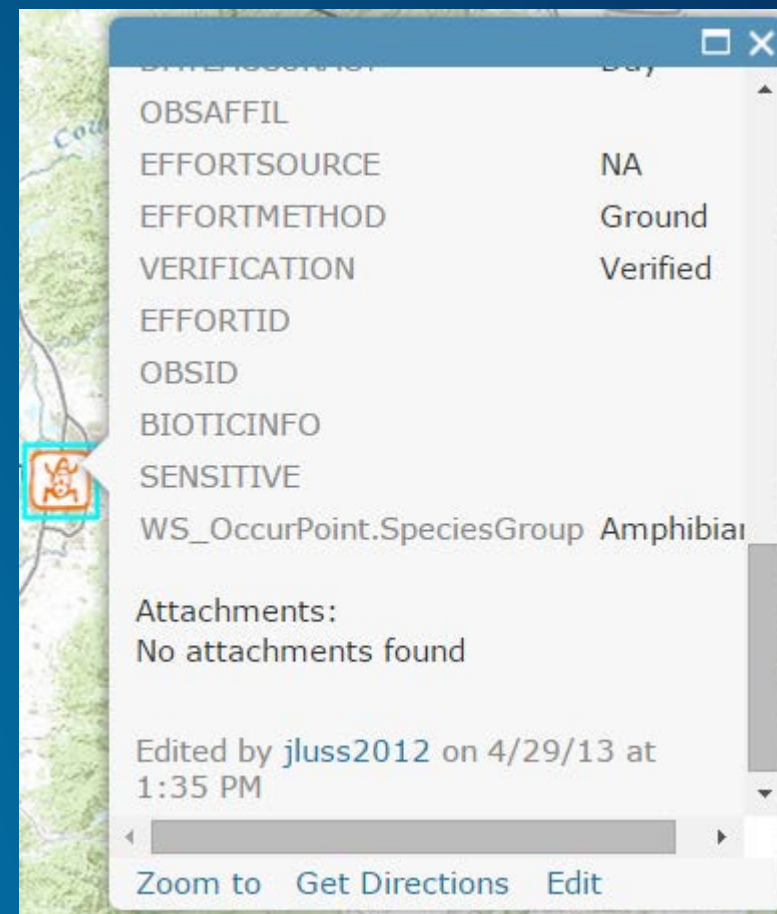 OBSAFFIL
EFFORTSOURCE NA
EFFORTMETHOD Ground
VERIFICATION Verified
EFFORTID
OBSID
BIOTICINFO
SENSITIVE
WS_OccurPoint.SpeciesGroup Amphibia
Attachments:
No attachments found
Edited by jluss2012 on 4/29/13 at
1:35 PM
Zoom to Get Directions Edit